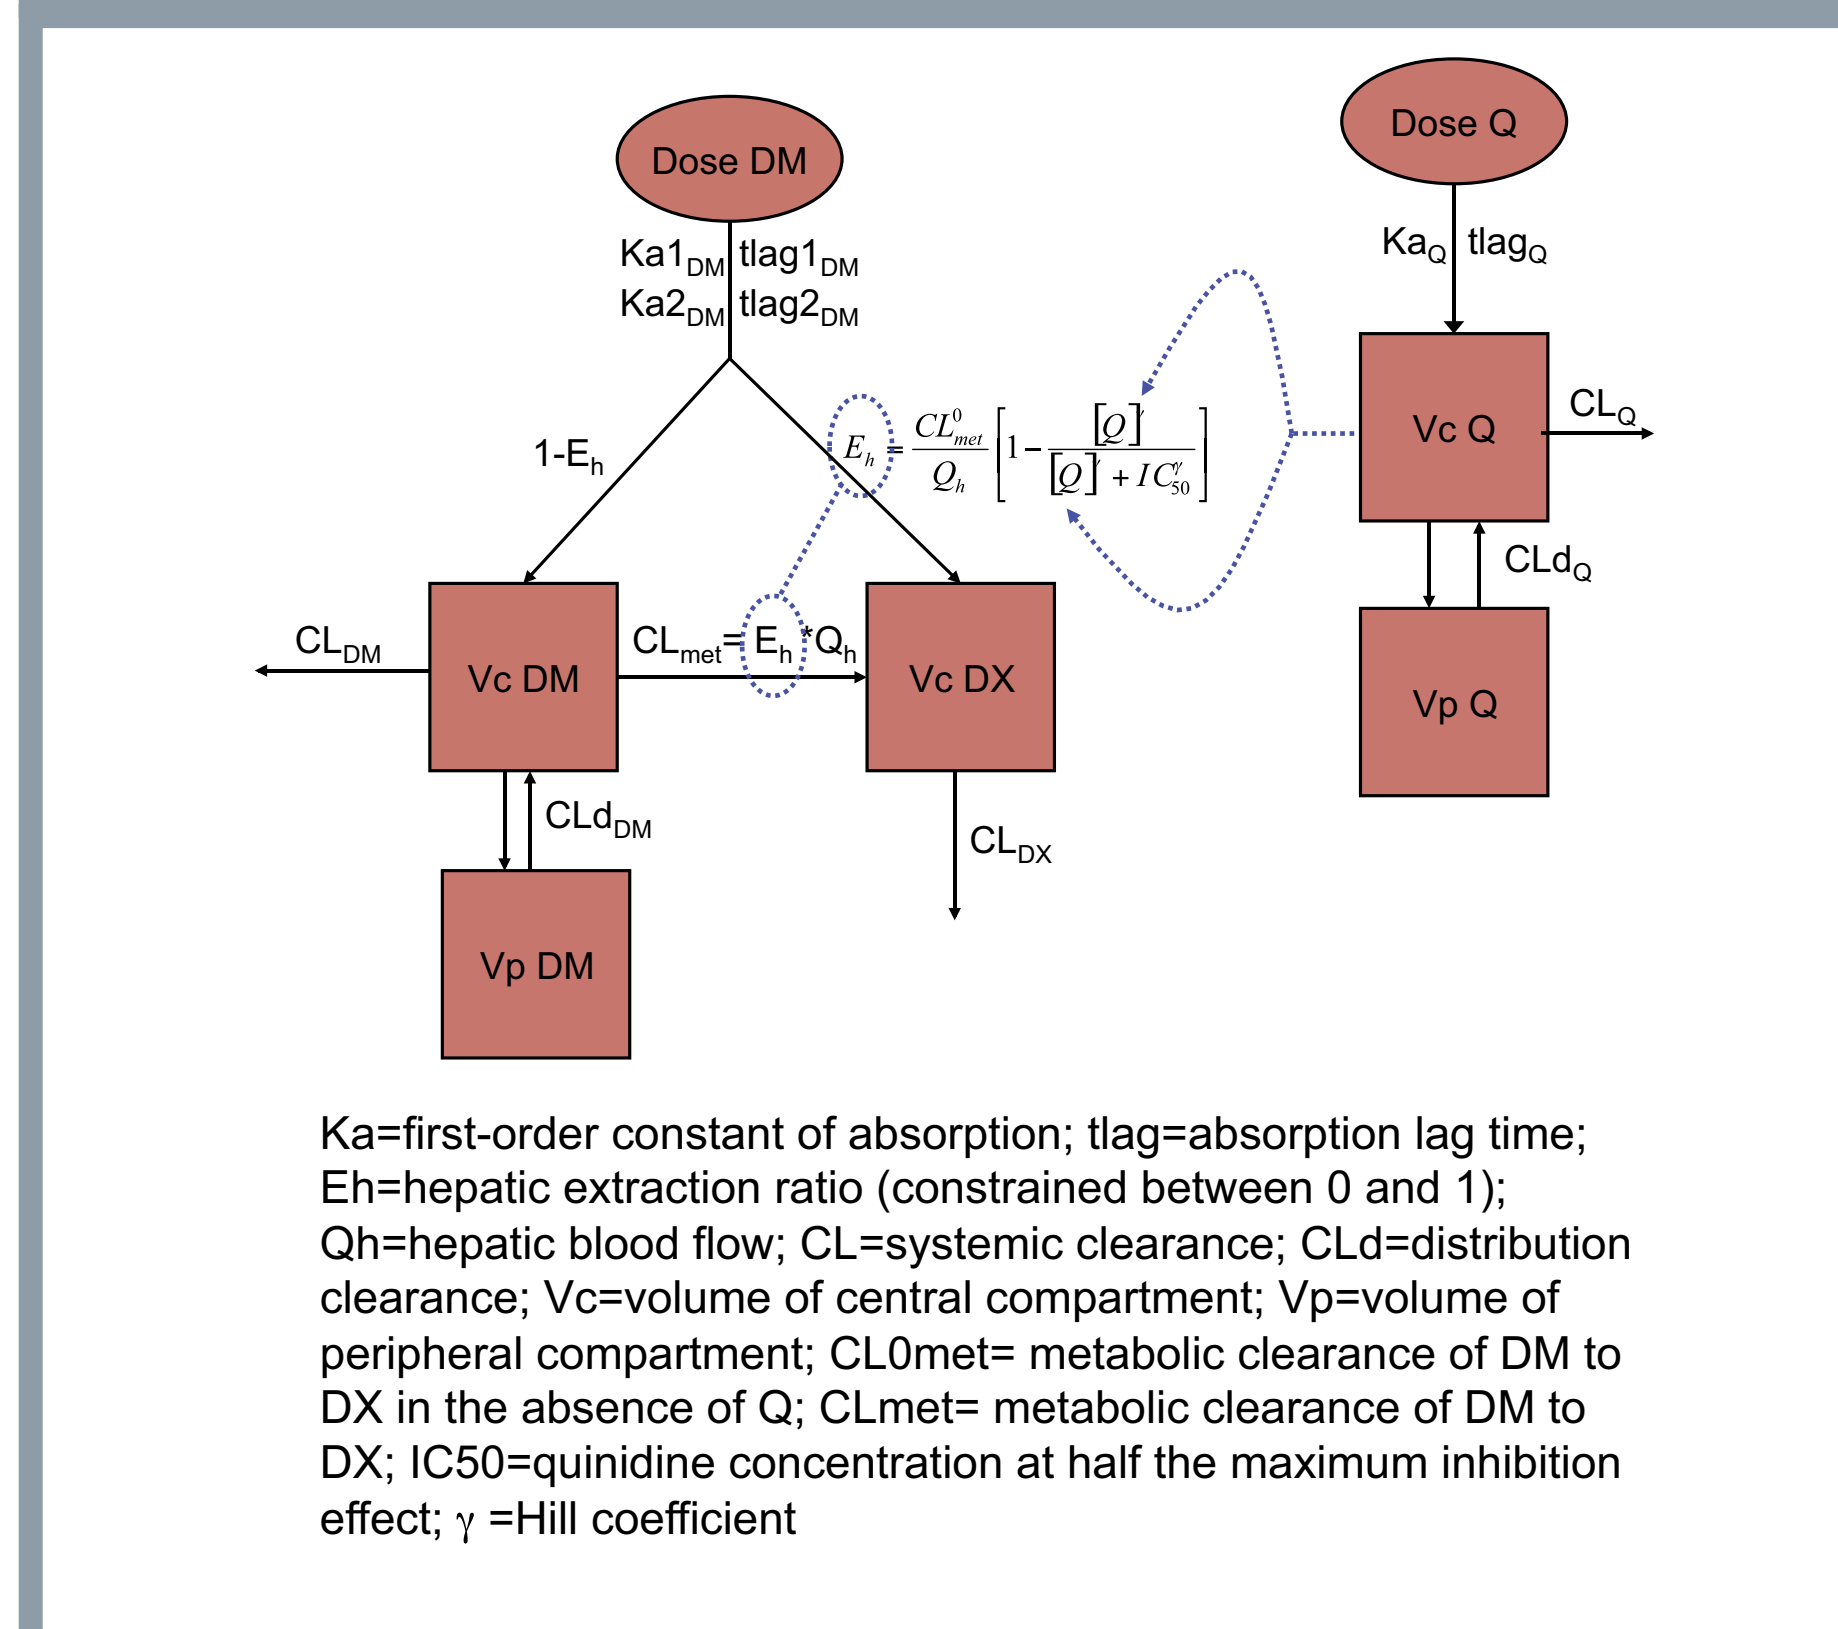 Dose DM
Dose Q
Ka1DM tlag1DM
Ka2DM tlag2DM
KaQ tlagQ
1-Eh
Eh = CL0met / Qh [1 − [Q]γ / [Q]γ + IC50γ]
Vc Q
CLQ
CLdQ
Vp Q
CLDM
Vc DM
CLmet= Eh*Qh
Vc DX
CLdDM
CLDX
Vp DM
Ka=first-order constant of absorption; tlag=absorption lag time;
Eh=hepatic extraction ratio (constrained between 0 and 1);
Qh=hepatic blood flow; CL=systemic clearance; CLd=distribution
clearance; Vc=volume of central compartment; Vp=volume of
peripheral compartment; CL0met= metabolic clearance of DM to
DX in the absence of Q; CLmet= metabolic clearance of DM to
DX; IC50=quinidine concentration at half the maximum inhibition
effect; γ =Hill coefficient